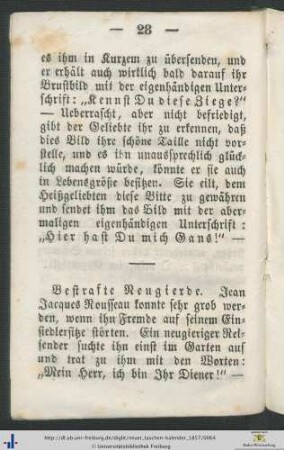 — 28 —
es ihm in Kurzem zu übersenden, und
er erhält auch wirklich bald darauf ihr
Brustbild mit der eigenhändigen Unter-
schrift: „Kennst Du diese Ziege?"
— Ueberrascht, aber nicht befriedigt,
gibt der Geliebte ihr zu erkennen, daß
dies Bild ihre schöne Taille nicht vor-
stelle, und es ihn unaussprechlich glück-
lich machen würde, könnte er sie auch
in Lebensgröße besitzen. Sie eilt, dem
Heißgeliebten diese Bitte zu gewähren
und sendet ihm das Bild mit der aber-
maligen eigenhändigen Unterschrift:
„Hier hast Du mich Gans!" —
Bestrafte Neugierde. Jean
Jacques Rousseau konnte sehr grob wer-
den, wenn ihn Fremde auf seinem Ein-
siedlersitze störten. Ein neugieriger Rei-
sender suchte ihn einst im Garten auf
und trat zu ihm mit den Worten:
„Mein Herr, ich bin Ihr Diener!" —
http://dl.ub.uni-freiburg.de/diglit/neuer_taschen-kalender_1857/0064
© Universitätsbibliothek Freiburg